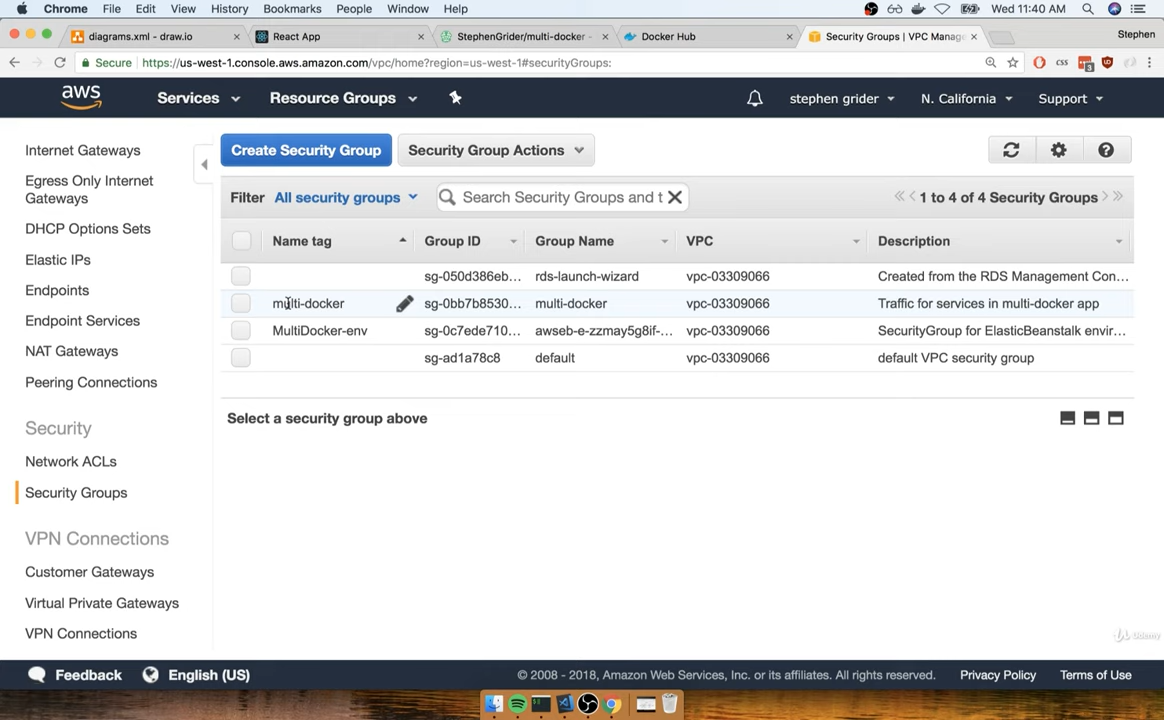 Chrome File Edit View History Bookmarks People Window Help Wed 11:40 AM
diagrams.xml - draw.io React App StephenGrider/multi-docker - Docker Hub Security Groups | VPC Manage Stephen
Secure https://us-west-1.console.aws.amazon.com/vpc/home?region=us-west-1#securityGroups: CSS 3
aws Services Resource Groups stephen grider N. California Support
Internet Gateways
Egress Only Internet
Gateways
DHCP Options Sets
Elastic IPs
Endpoints
Endpoint Services
NAT Gateways
Peering Connections
Security
Network ACLs
Security Groups
VPN Connections
Customer Gateways
Virtual Private Gateways
VPN Connections
Create Security Group Security Group Actions
Filter All security groups Search Security Groups and t 1 to 4 of 4 Security Groups
Name tag Group ID Group Name VPC Description
sg-050d386eb... rds-launch-wizard vpc-03309066 Created from the RDS Management Con...
multi-docker sg-0bb7b8530... multi-docker vpc-03309066 Traffic for services in multi-docker app
MultiDocker-env sg-0c7ede710... awseb-e-zzmay5g8if-... vpc-03309066 SecurityGroup for ElasticBeanstalk envir...
sg-ad1a78c8 default vpc-03309066 default VPC security group
Select a security group above
Udemy
Feedback English (US) © 2008 - 2018, Amazon Web Services, Inc. or its affiliates. All rights reserved. Privacy Policy Terms of Use